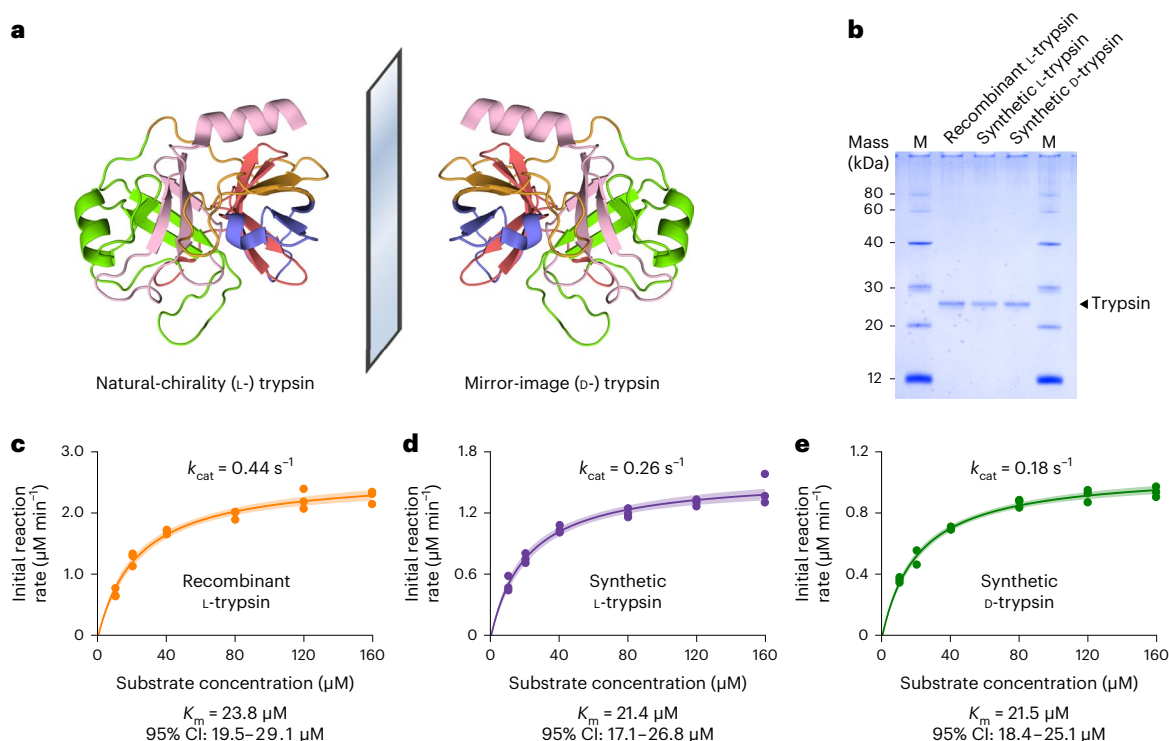 a
Natural-chirality (L-) trypsin
Mirror-image (D-) trypsin
b
Recombinant L-trypsin
Synthetic L-trypsin
Synthetic D-trypsin
Mass
(kDa)
M
M
80
60
40
30
20
12
Trypsin
c
kcat = 0.44 s⁻¹
Initial reaction
rate (µM min⁻¹)
3.0
2.0
1.0
0
Recombinant
L-trypsin
0 40 80 120 160
Substrate concentration (µM)
Km = 23.8 µM
95% CI: 19.5–29.1 µM
d
kcat = 0.26 s⁻¹
Initial reaction
rate (µM min⁻¹)
1.8
1.2
0.6
0
Synthetic
L-trypsin
0 40 80 120 160
Substrate concentration (µM)
Km = 21.4 µM
95% CI: 17.1–26.8 µM
e
kcat = 0.18 s⁻¹
Initial reaction
rate (µM min⁻¹)
1.2
0.8
0.4
0
Synthetic
D-trypsin
0 40 80 120 160
Substrate concentration (µM)
Km = 21.5 µM
95% CI: 18.4–25.1 µM